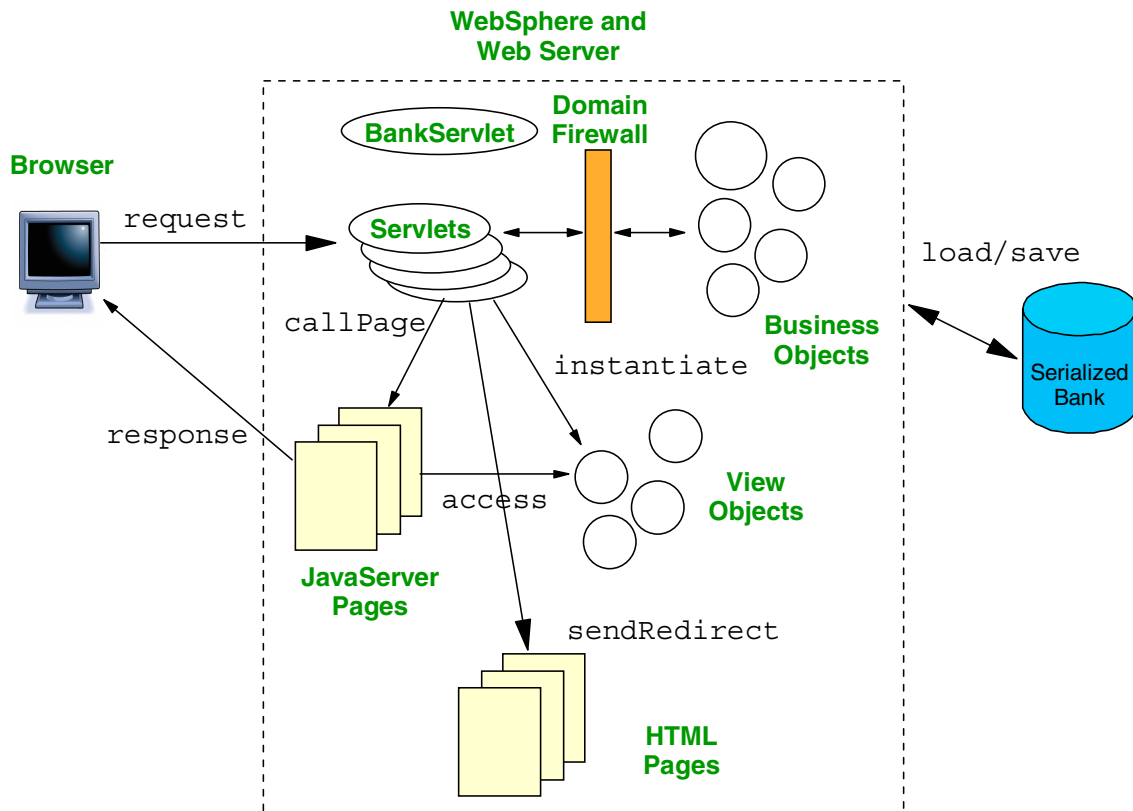 WebSphere and
Web Server
Domain
Firewall
BankServlet
Browser
request
Servlets
load/save
callPage
Business
Objects
instantiate
Serialized
Bank
response
access
View
Objects
JavaServer
Pages
sendRedirect
HTML
Pages